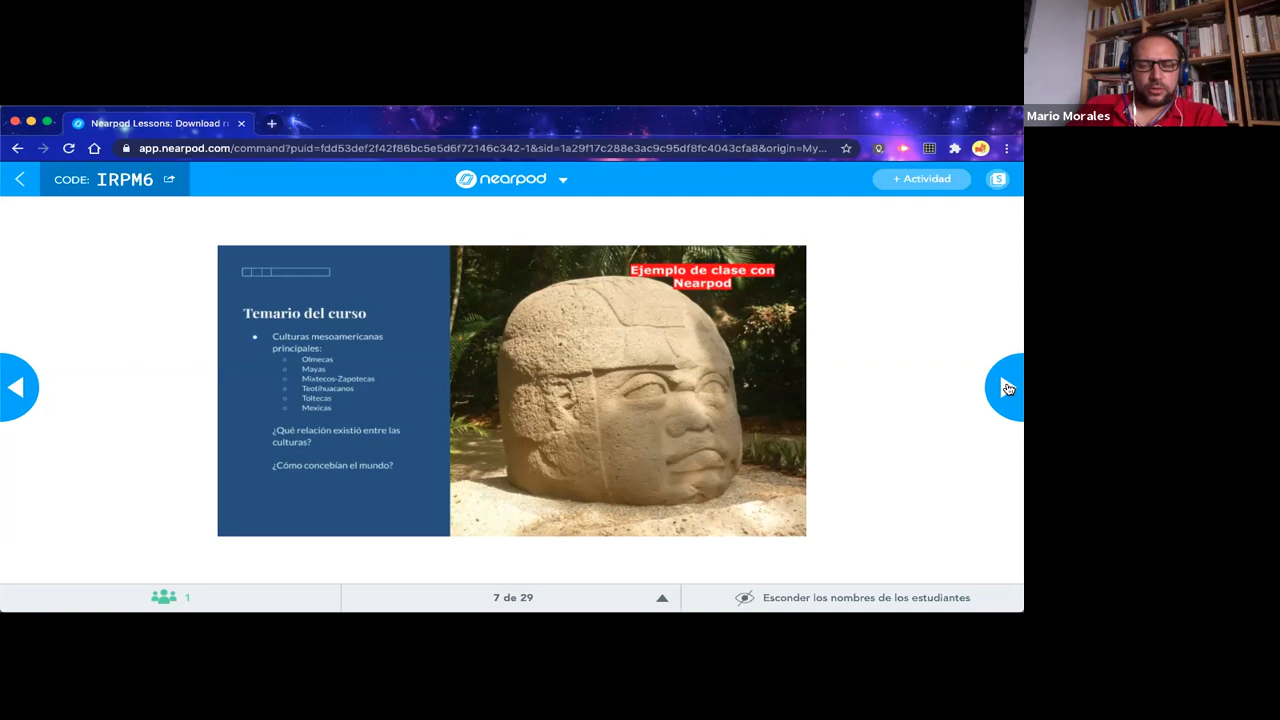 Mario Morales
Nearpod Lessons: Download r
app.nearpod.com/command?puid=fdd53def2f42f86bc5e5d6f72146c342-1&sid=1a29f17c288e3ac9c95df8fc4043cfa8&origin=My...
CODE: IRPM6
nearpod
+ Actividad
S
Ejemplo de clase con
Nearpod
Temario del curso
Culturas mesoamericanas
principales:
Olmecas
Mayas
Mixtecos-Zapotecas
Teotihuacanos
Toltecas
Mexicas
¿Qué relación existió entre las
culturas?
¿Cómo concebían el mundo?
1
7 de 29
Esconder los nombres de los estudiantes